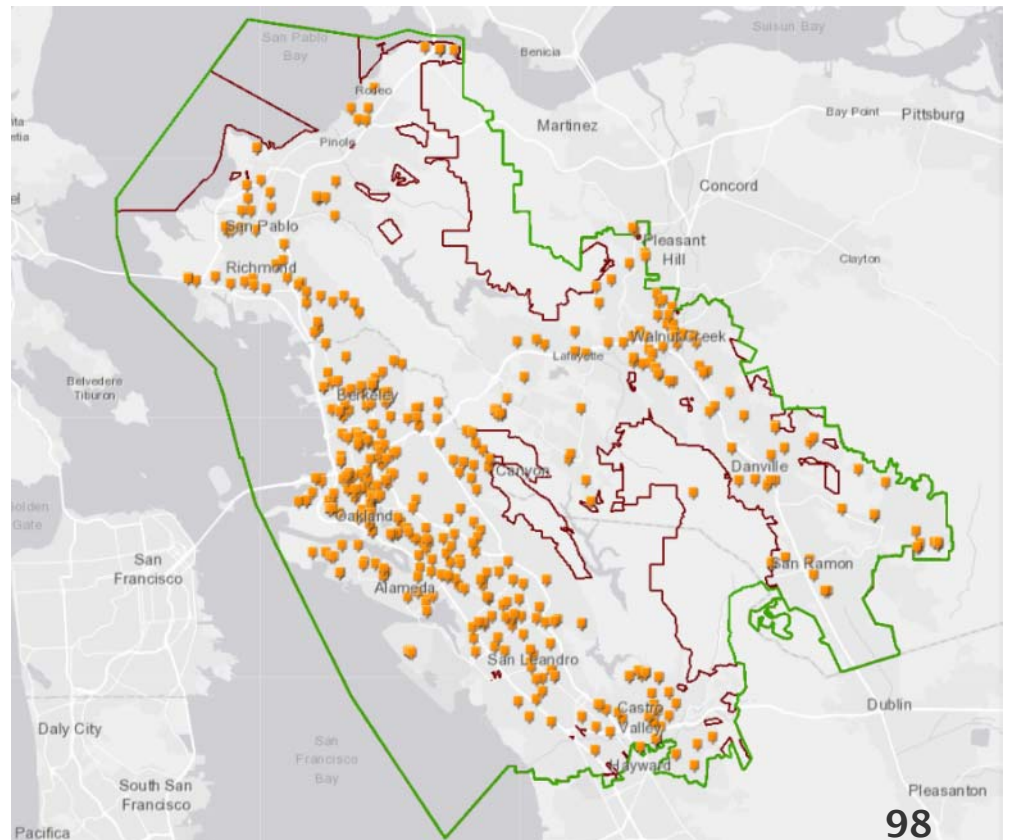 San Pablo
Bay
Suisun Bay
Benicia
Rodeo
Martinez
Bay Point
Pittsburg
Pinole
Concord
San Pablo
Pleasant
Hill
Clayton
Richmond
Walnut Creek
Lafayette
Belvedere
Tiburon
Berkeley
Canyon
Danville
Golden
Gate
Oakland
San
Francisco
San Ramon
Alameda
San Leandro
Castro
Valley
Dublin
Daly City
San
Francisco
Bay
Hayward
South San
Francisco
Pleasanton
Pacifica
98